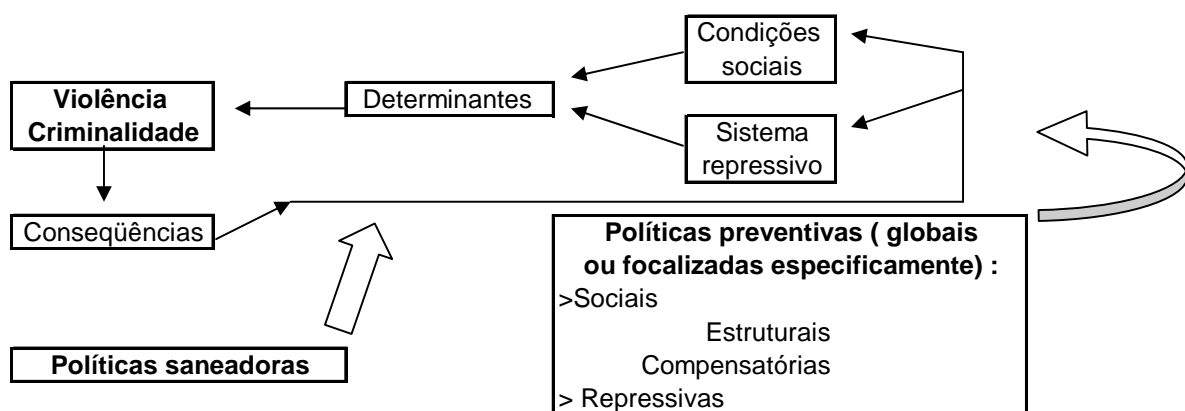 Condições
sociais
Violência
Criminalidade
Determinantes
Sistema
repressivo
Conseqüências
Políticas preventivas ( globais
ou focalizadas especificamente) :
>Sociais
Estruturais
Compensatórias
> Repressivas
Políticas saneadoras